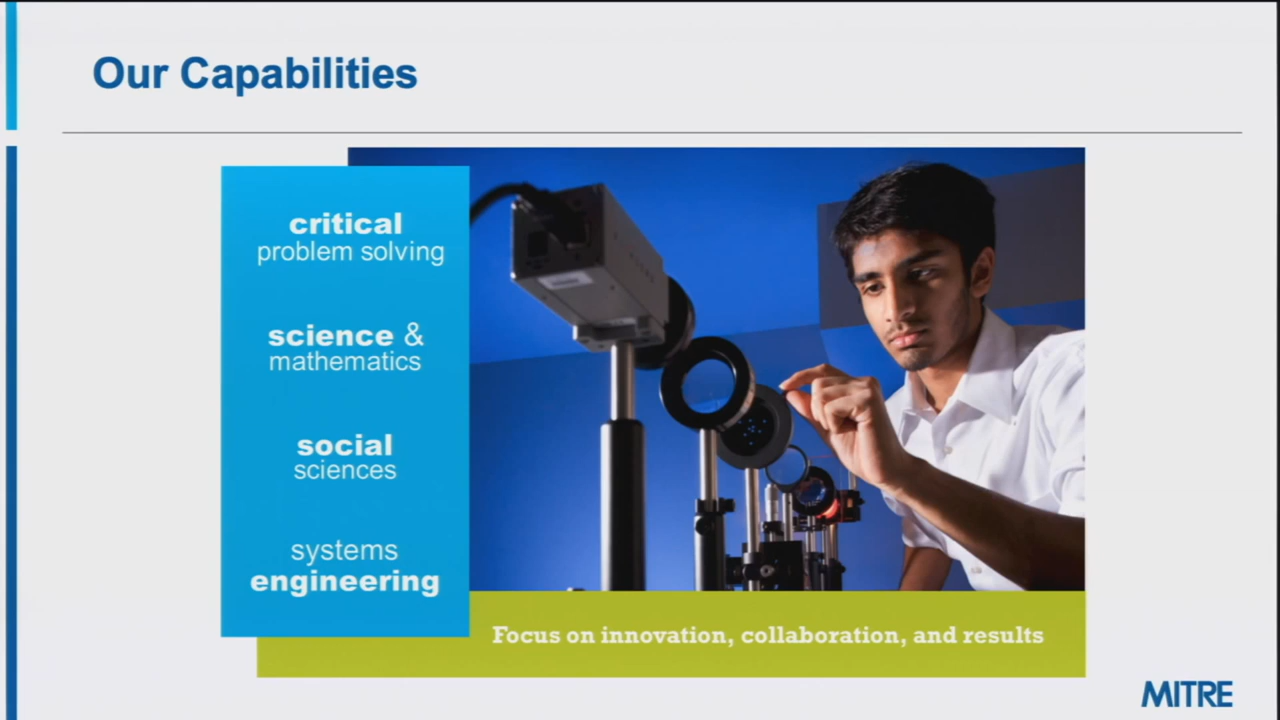 Our Capabilities
critical
problem solving
science &
mathematics
social
sciences
systems
engineering
Focus on innovation, collaboration, and results
MITRE